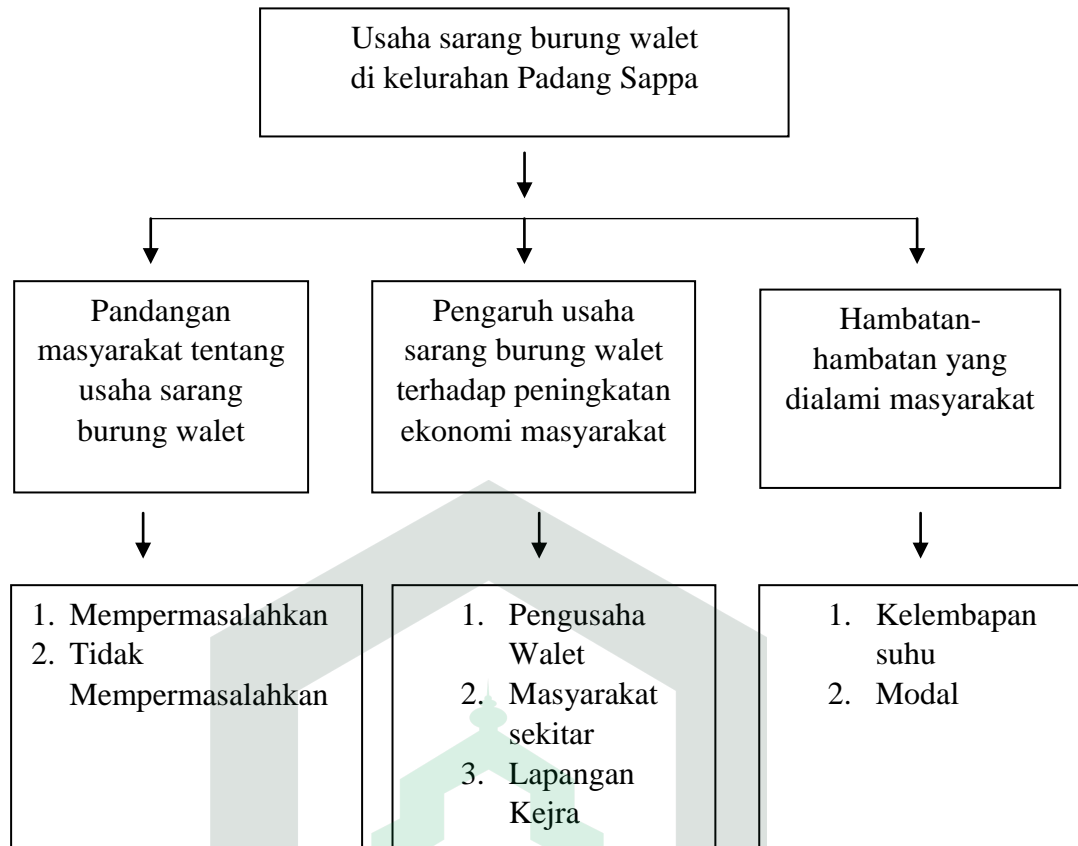 Usaha sarang burung walet
di kelurahan Padang Sappa
Pandangan
masyarakat tentang
usaha sarang
burung walet
Pengaruh usaha
sarang burung walet
terhadap peningkatan
ekonomi masyarakat
Hambatan-
hambatan yang
dialami masyarakat
1. Mempermasalahkan
2. Tidak
Mempermasalahkan
1. Pengusaha
Walet
2. Masyarakat
sekitar
3. Lapangan
Kejra
1. Kelembapan
suhu
2. Modal